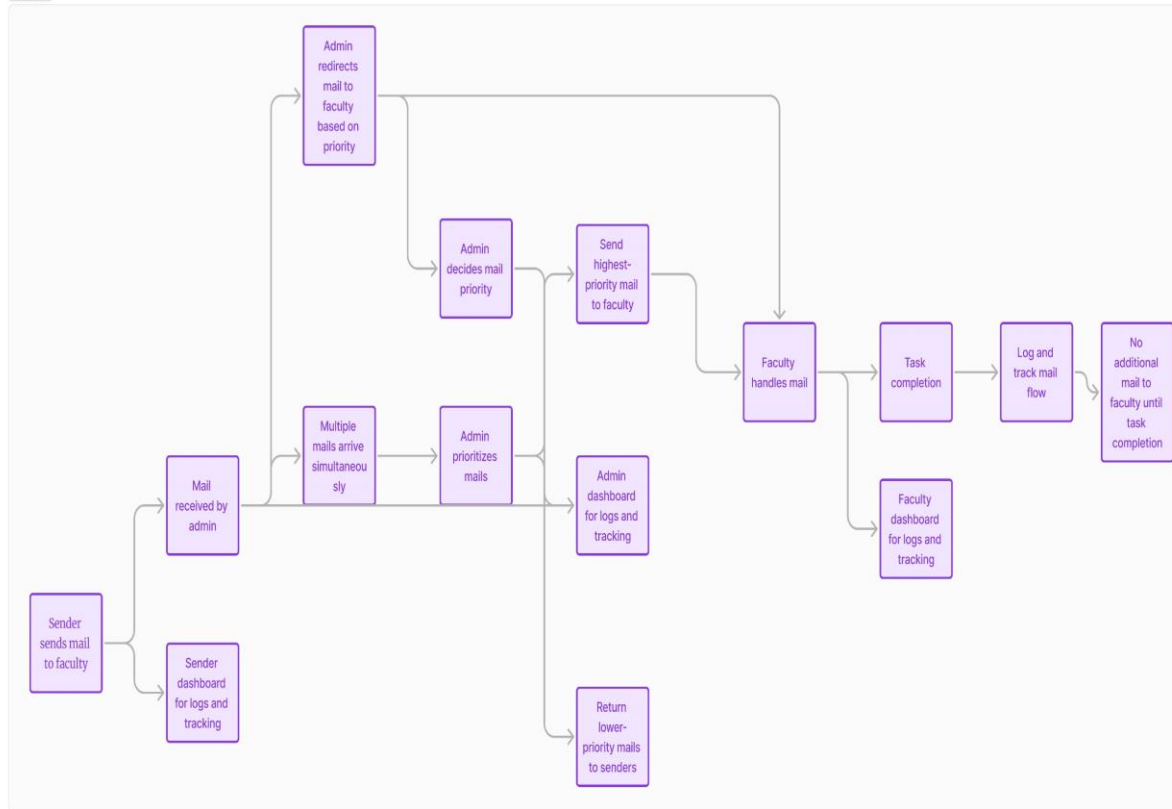 Admin
redirects
mail to
faculty
based on
priority
Admin
decides mail
priority
Send
highest-
priority mail
to faculty
Faculty
handles mail
Task
completion
Log and
track mail
flow
No
additional
mail to
faculty until
task
completion
Multiple
mails arrive
simultaneou
sly
Admin
prioritizes
mails
Mail
received by
admin
Admin
dashboard
for logs and
tracking
Faculty
dashboard
for logs and
tracking
Sender
sends mail
to faculty
Sender
dashboard
for logs and
tracking
Return
lower-
priority mails
to senders